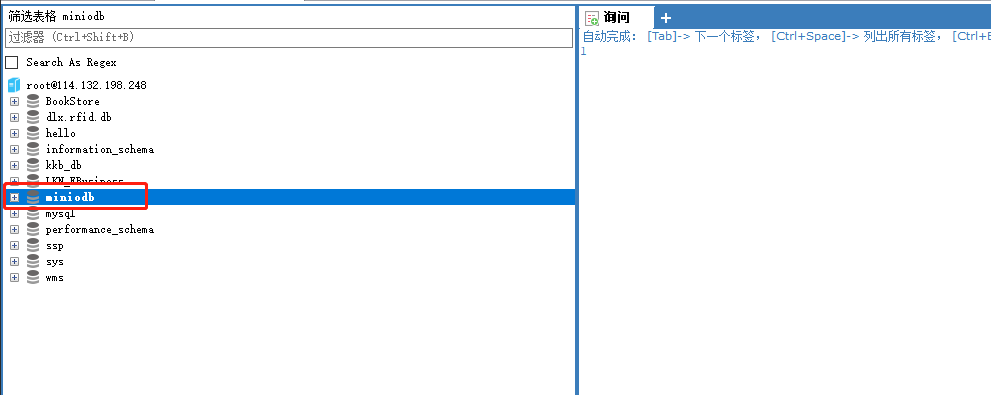 筛选表格 miniodb
过滤器 (Ctrl+Shift+B)
Search As Regex
root@114.132.198.248
BookStore
dlx.rfid.db
hello
information_schema
kkb_db
miniodb
mysql
performance_schema
ssp
sys
wms
询问
自动完成: [Tab]-> 下一个标签, [Ctrl+Space]-> 列出所有标签,
1